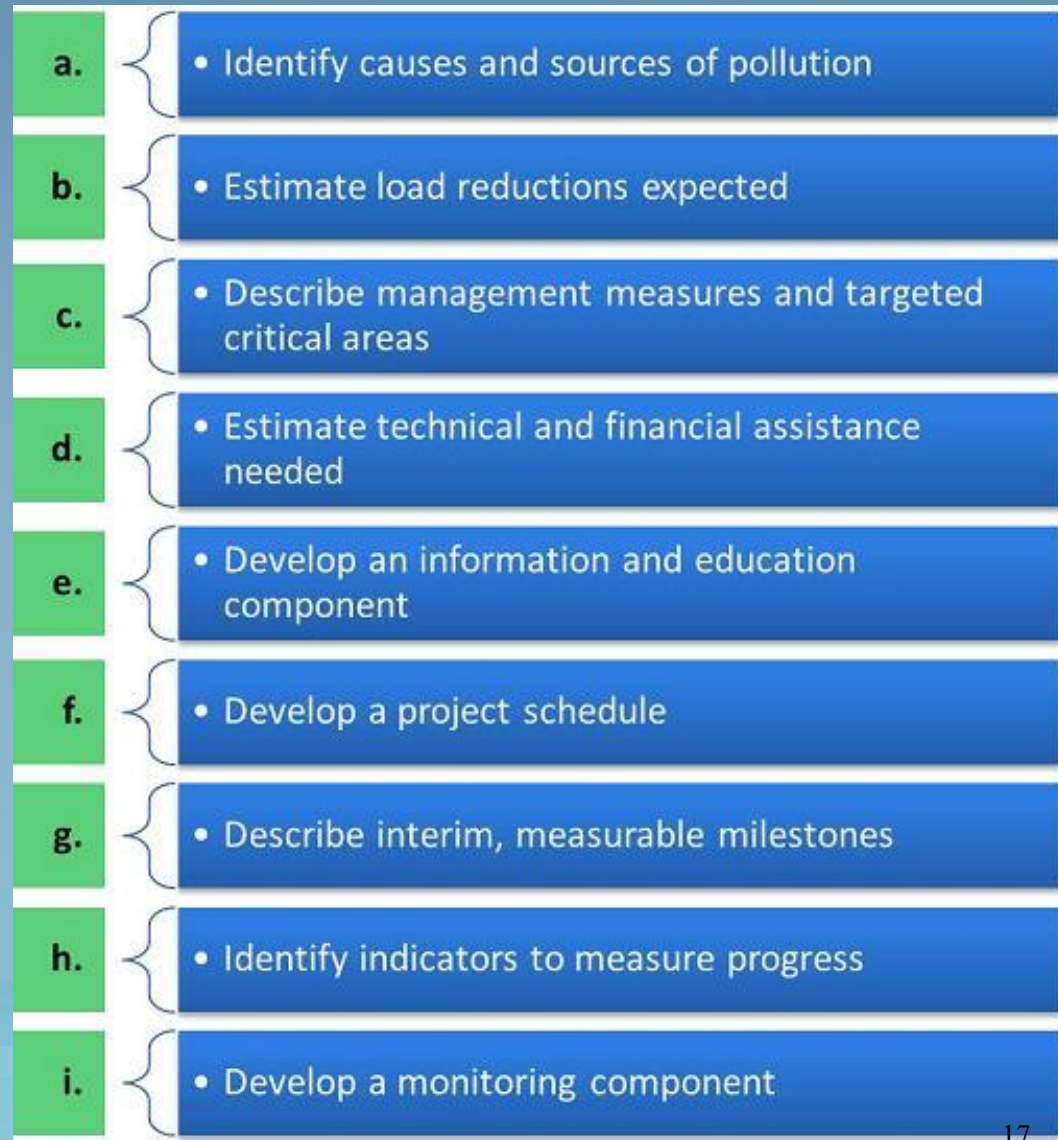 a. • Identify causes and sources of pollution
b. • Estimate load reductions expected
c. • Describe management measures and targeted
critical areas
d. • Estimate technical and financial assistance
needed
e. • Develop an information and education
component
f. • Develop a project schedule
g. • Describe interim, measurable milestones
h. • Identify indicators to measure progress
i. • Develop a monitoring component
17